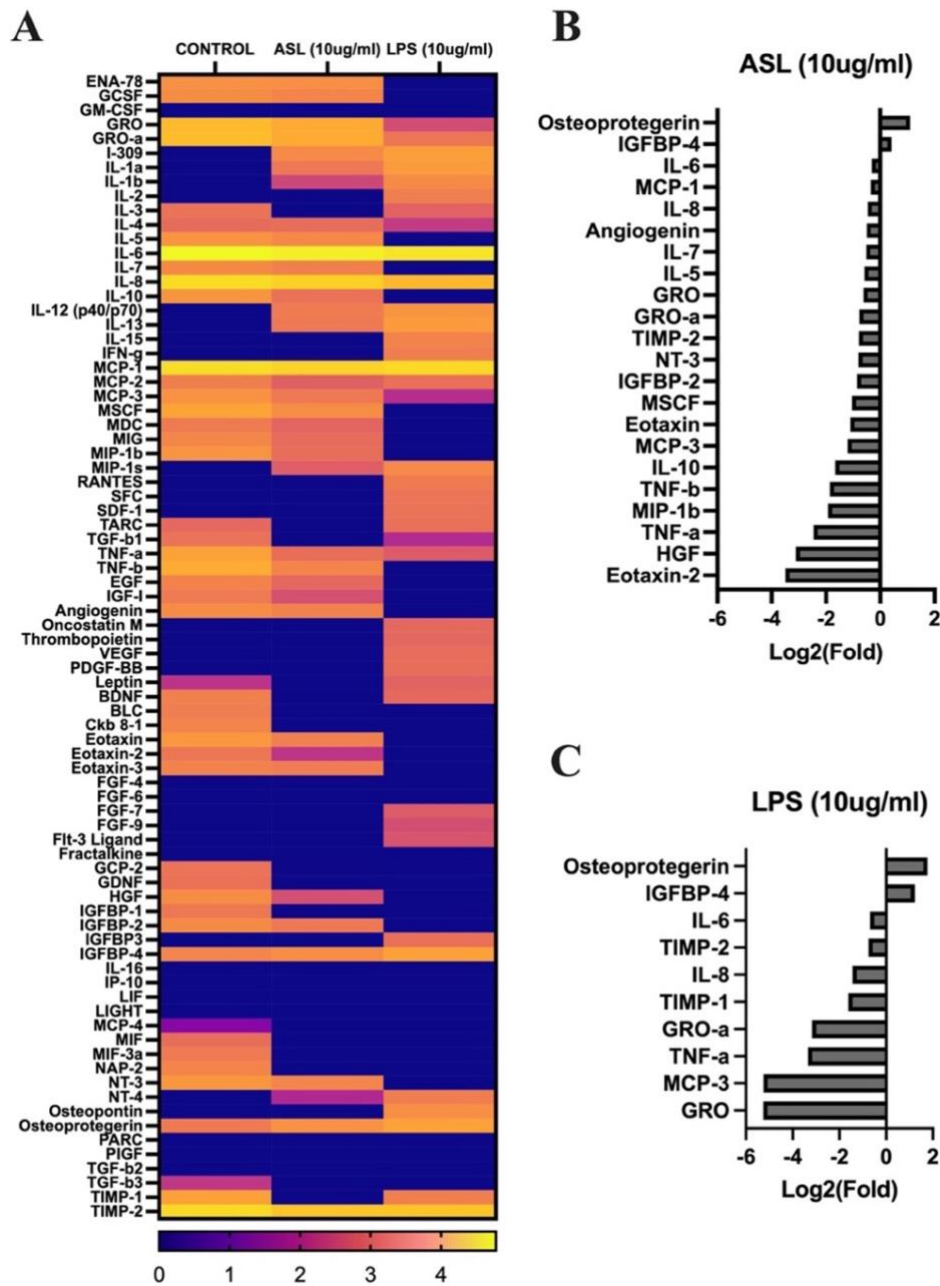 A
CONTROL ASL (10ug/ml) LPS (10ug/ml)
ENA-78
GCSF
GM-CSF
GRO
GRO-a
I-309
IL-1a
IL-1b
IL-2
IL-3
IL-4
IL-5
IL-6
IL-7
IL-8
IL-10
IL-12 (p40/p70)
IL-13
IL-15
IFN-g
MCP-1
MCP-2
MCP-3
MSCF
MDC
MIG
MIP-1b
MIP-1s
RANTES
SFC
SDF-1
TARC
TGF-b1
TNF-a
TNF-b
EGF
IGF-I
Angiogenin
Oncostatin M
Thrombopoietin
VEGF
PDGF-BB
Leptin
BDNF
BLC
Ckb 8-1
Eotaxin
Eotaxin-2
Eotaxin-3
FGF-4
FGF-6
FGF-7
FGF-9
Flt-3 Ligand
Fractalkine
GCP-2
GDNF
HGF
IGFBP-1
IGFBP-2
IGFBP3
IGFBP-4
IL-16
IP-10
LIF
LIGHT
MCP-4
MIF
MIF-3a
NAP-2
NT-3
NT-4
Osteopontin
Osteoprotegerin
PARC
PIGF
TGF-b2
TGF-b3
TIMP-1
TIMP-2
0 1 2 3 4
B
ASL (10ug/ml)
Osteoprotegerin
IGFBP-4
IL-6
MCP-1
IL-8
Angiogenin
IL-7
IL-5
GRO
GRO-a
TIMP-2
NT-3
IGFBP-2
MSCF
Eotaxin
MCP-3
IL-10
TNF-b
MIP-1b
TNF-a
HGF
Eotaxin-2
-6 -4 -2 0 2
Log2(Fold)
C
LPS (10ug/ml)
Osteoprotegerin
IGFBP-4
IL-6
TIMP-2
IL-8
TIMP-1
GRO-a
TNF-a
MCP-3
GRO
-6 -4 -2 0 2
Log2(Fold)